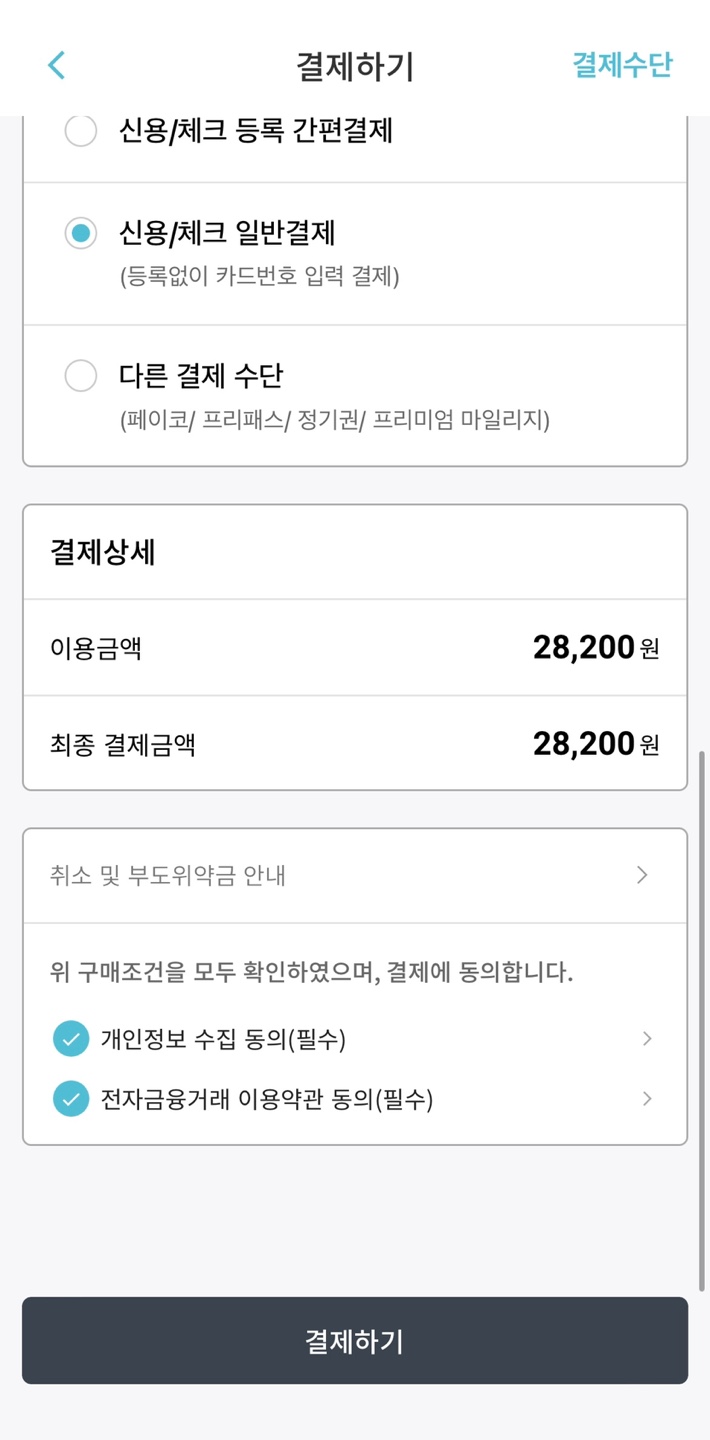 결제하기
결제수단
신용/체크 등록 간편결제
신용/체크 일반결제
(등록없이 카드번호 입력 결제)
다른 결제 수단
(페이코/ 프리패스/ 정기권/ 프리미엄 마일리지)
결제상세
이용금액 28,200 원
최종 결제금액 28,200 원
취소 및 부도위약금 안내
위 구매조건을 모두 확인하였으며, 결제에 동의합니다.
개인정보 수집 동의(필수)
전자금융거래 이용약관 동의(필수)
결제하기